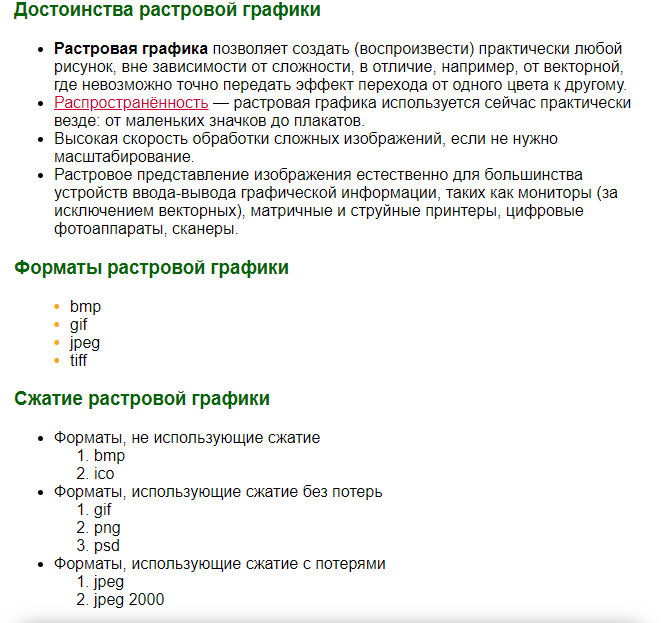 Достоинства растровой графики
Растровая графика позволяет создать (воспроизвести) практически любой
рисунок, вне зависимости от сложности, в отличие, например, от векторной,
где невозможно точно передать эффект перехода от одного цвета к другому.
Распространённость — растровая графика используется сейчас практически
везде: от маленьких значков до плакатов.
Высокая скорость обработки сложных изображений, если не нужно
масштабирование.
Растровое представление изображения естественно для большинства
устройств ввода-вывода графической информации, таких как мониторы (за
исключением векторных), матричные и струйные принтеры, цифровые
фотоаппараты, сканеры.
Форматы растровой графики
bmp
gif
jpeg
tiff
Сжатие растровой графики
Форматы, не использующие сжатие
1. bmp
2. ico
Форматы, использующие сжатие без потерь
1. gif
2. png
3. psd
Форматы, использующие сжатие с потерями
1. jpeg
2. jpeg 2000